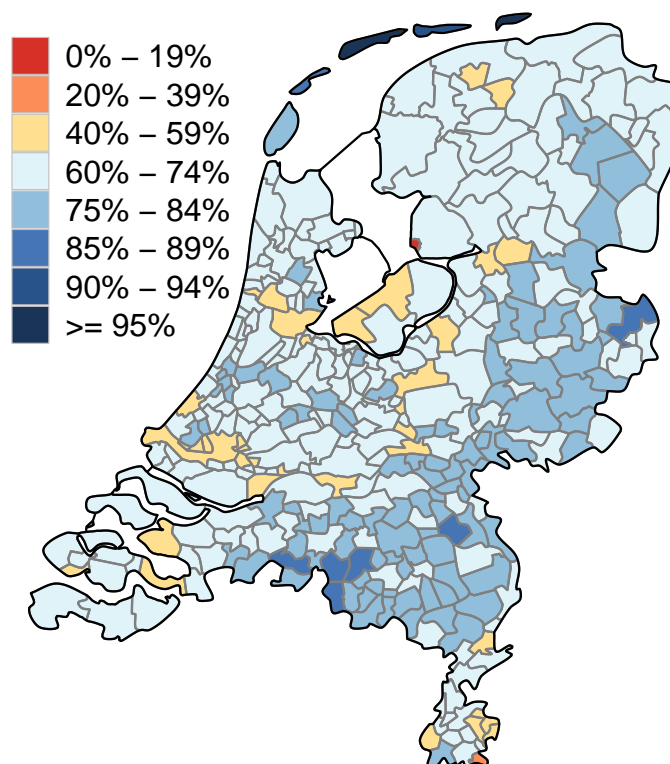 0% – 19%
20% – 39%
40% – 59%
60% – 74%
75% – 84%
85% – 89%
90% – 94%
>= 95%